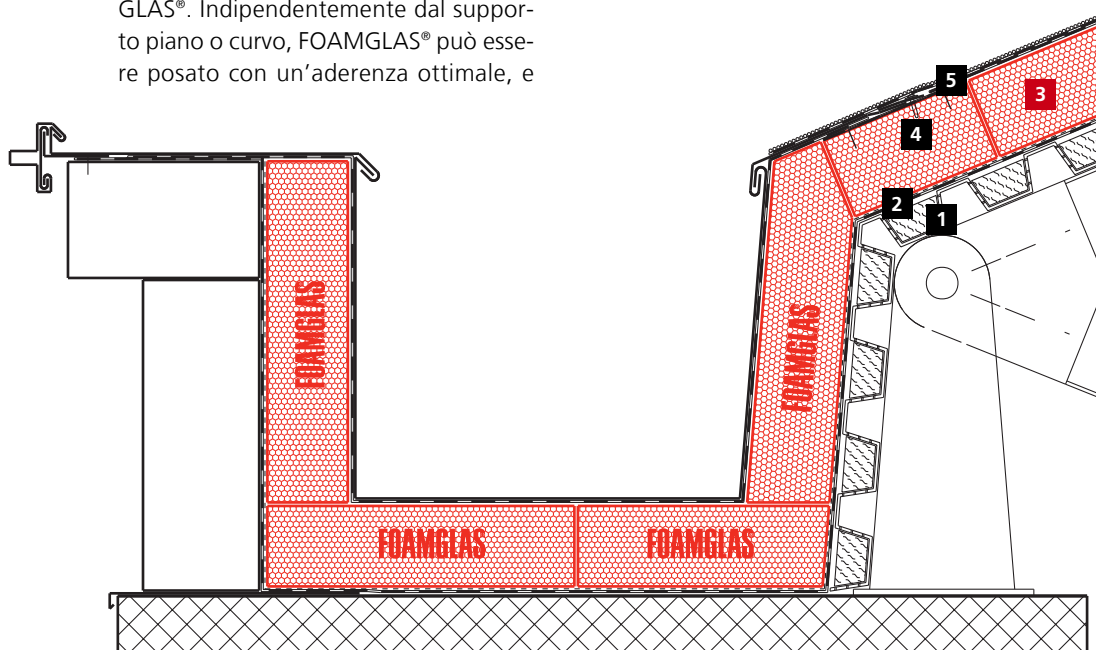 GLAS®. Indipendentemente dal suppor-
to piano o curvo, FOAMGLAS® può esse-
re posato con un'aderenza ottimale, e
5
3
4
2
1
FOAMGLAS
FOAMGLAS
FOAMGLAS
FOAMGLAS